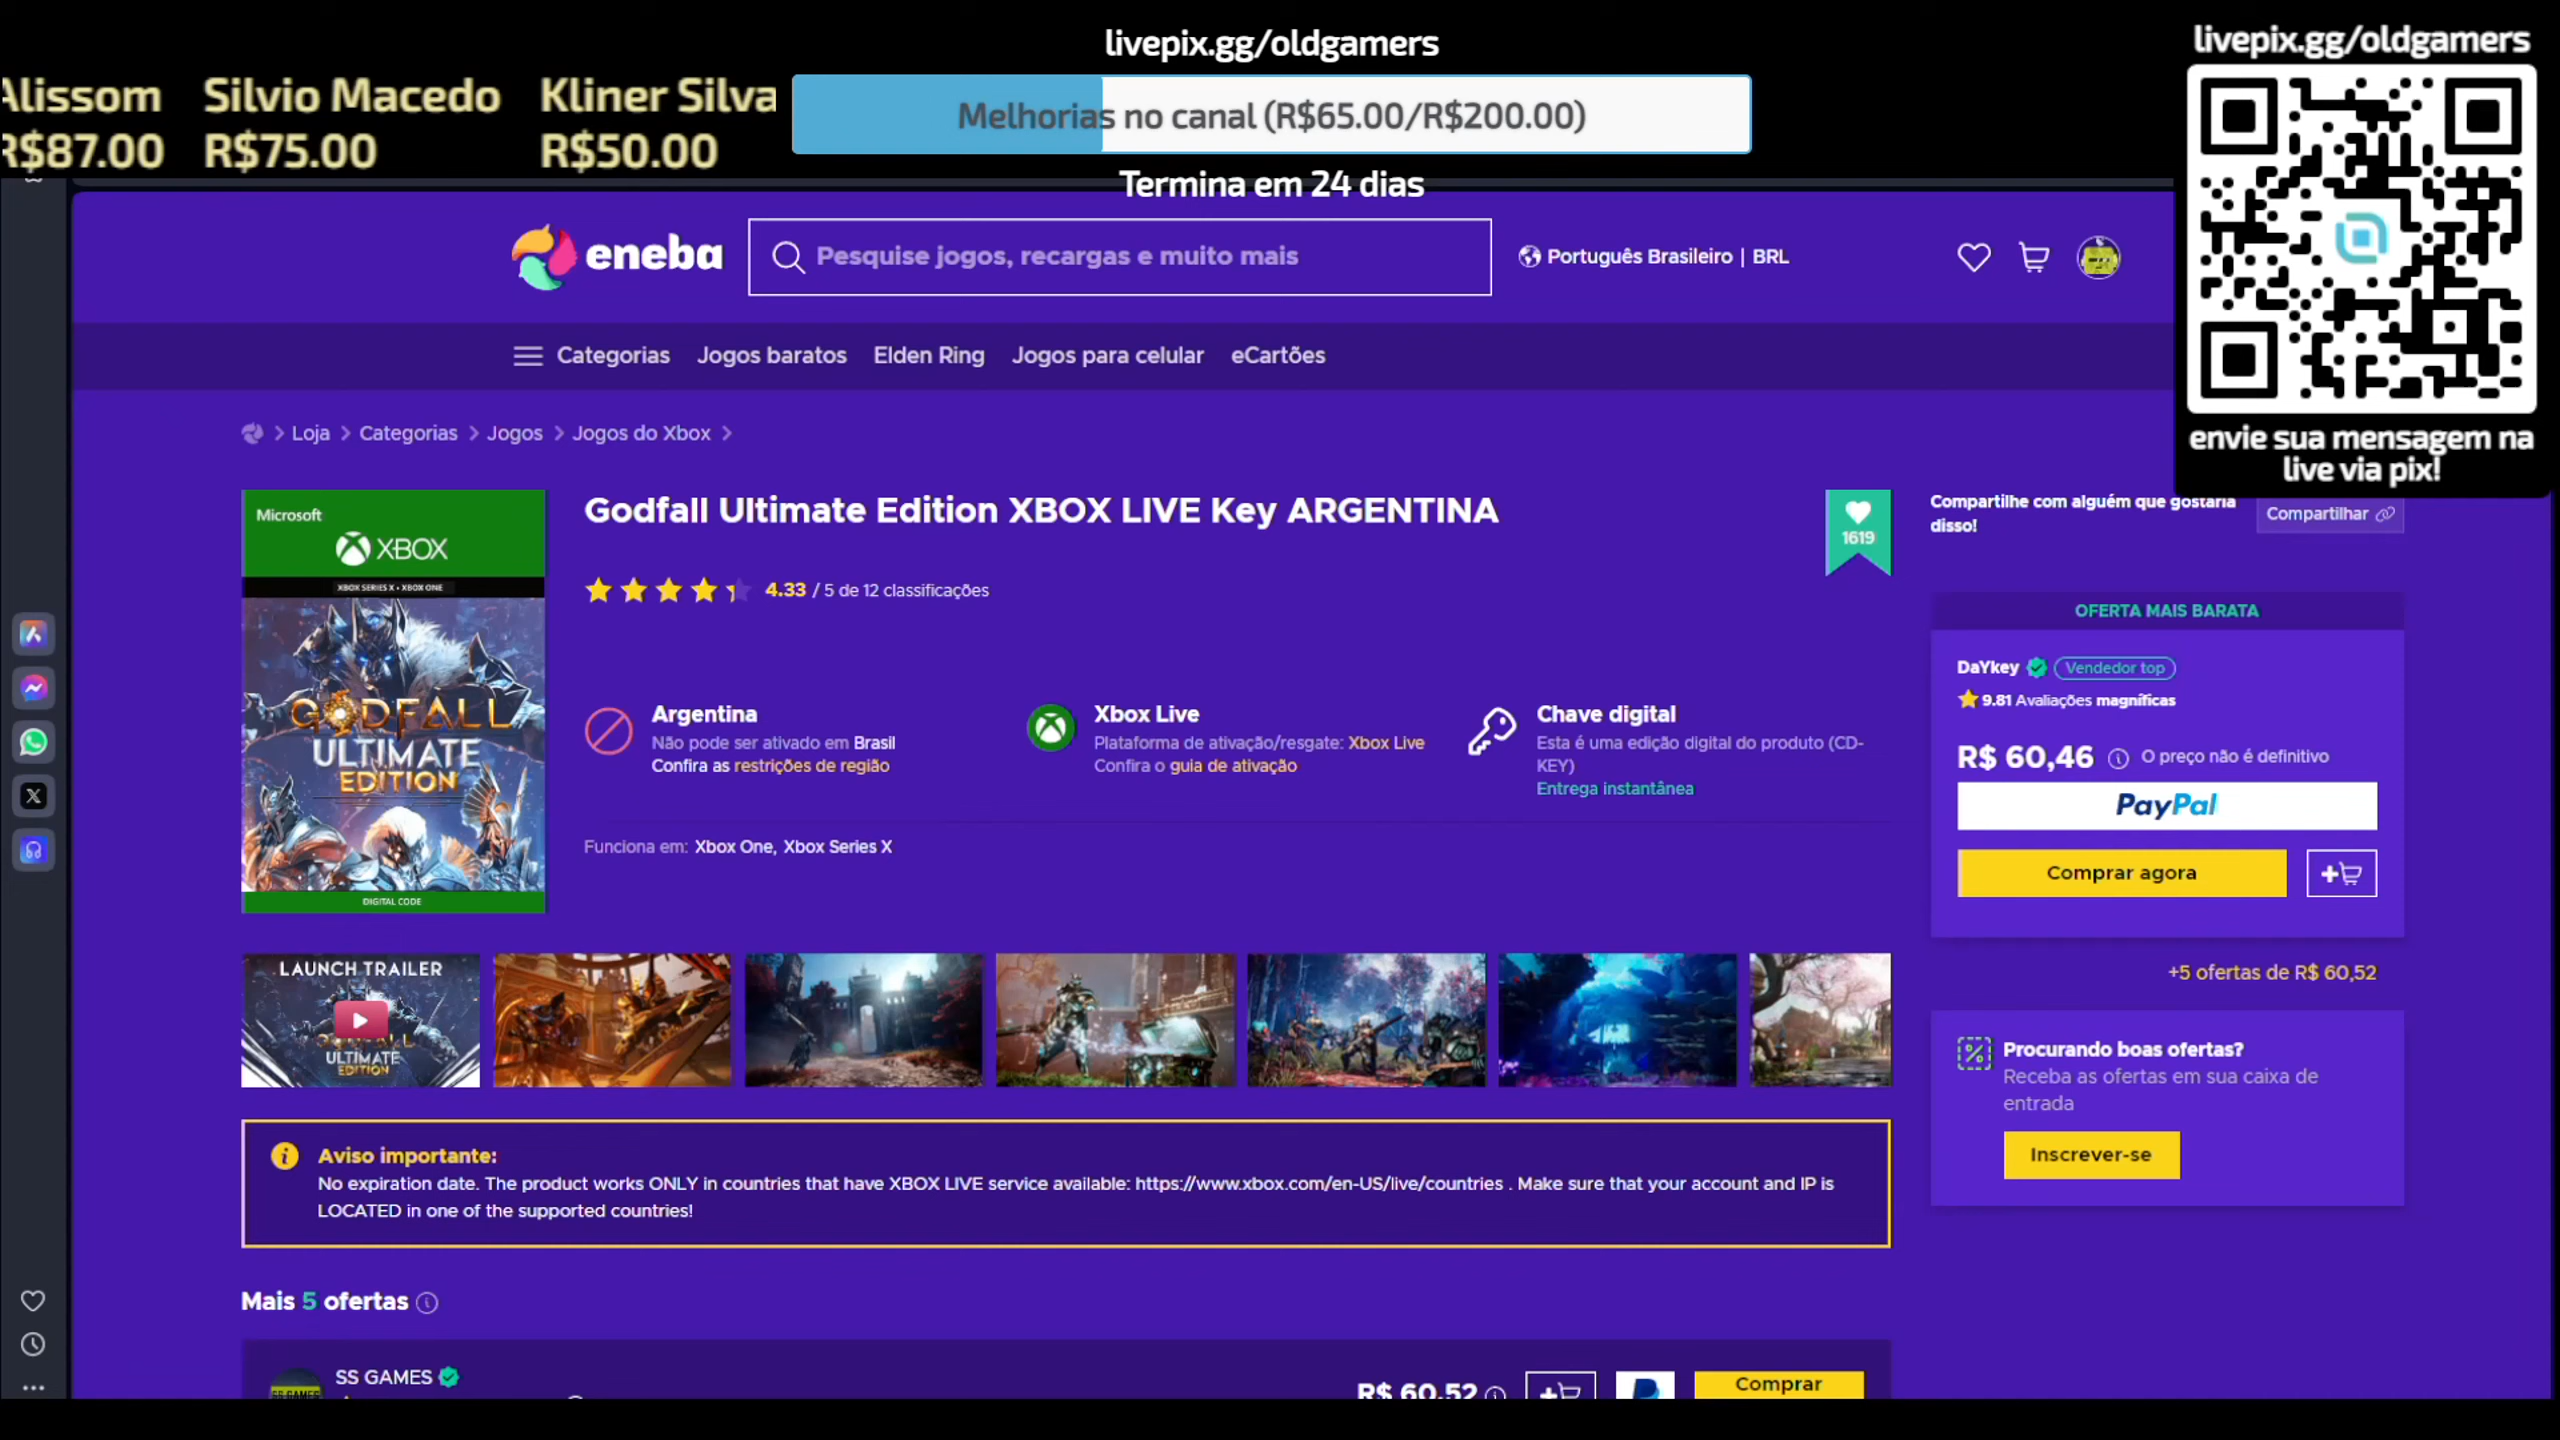 livepix.gg/oldgamers
livepix.gg/oldgamers
Alissom Silvio Macedo Kliner Silva
R$87.00 R$75.00 R$50.00
Melhorias no canal (R$65.00/R$200.00)
Termina em 24 dias
envie sua mensagem na
live via pix!
eneba
Pesquise jogos, recargas e muito mais
Português Brasileiro | BRL
Categorias Jogos baratos Elden Ring Jogos para celular eCartões
Loja > Categorias > Jogos > Jogos do Xbox >
Microsoft
XBOX
XBOX SERIES X • XBOX ONE
GODFALL
ULTIMATE
EDITION
DIGITAL CODE
Godfall Ultimate Edition XBOX LIVE Key ARGENTINA
1619
4.33 / 5 de 12 classificações
Argentina
Não pode ser ativado em Brasil
Confira as restrições de região
Xbox Live
Plataforma de ativação/resgate: Xbox Live
Confira o guia de ativação
Chave digital
Esta é uma edição digital do produto (CD-
KEY)
Entrega instantânea
Funciona em: Xbox One, Xbox Series X
Compartilhe com alguém que gostaria
disso!
Compartilhar
OFERTA MAIS BARATA
DaYkey Vendedor top
9.81 Avaliações magníficas
R$ 60,46 O preço não é definitivo
PayPal
Comprar agora
+5 ofertas de R$ 60,52
Procurando boas ofertas?
Receba as ofertas em sua caixa de
entrada
Inscrever-se
LAUNCH TRAILER
ULTIMATE
EDITION
Aviso importante:
No expiration date. The product works ONLY in countries that have XBOX LIVE service available: https://www.xbox.com/en-US/live/countries . Make sure that your account and IP is
LOCATED in one of the supported countries!
Mais 5 ofertas
SS GAMES
SS GAMES
R$ 60,52
Comprar